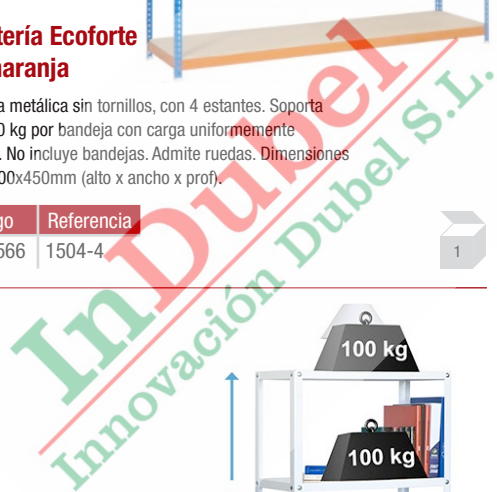 tería Ecoforte
naranja
a metálica sin tornillos, con 4 estantes. Soporta
0 kg por bandeja con carga uniformemente
. No incluye bandejas. Admite ruedas. Dimensiones
00x450mm (alto x ancho x prof).
go Referencia
566 1504-4
1
InDubel
Innovación Dubel S.L.
100 kg
100 kg